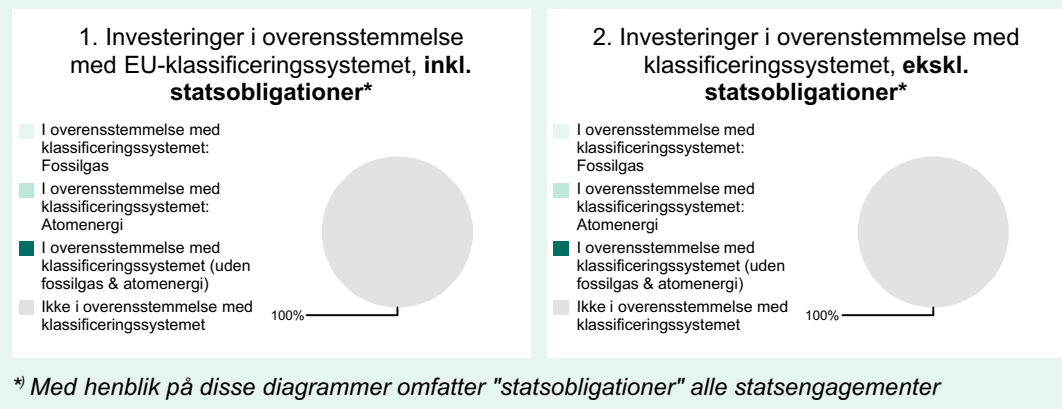 1. Investeringer i overensstemmelse
med EU-klassificeringssystemet, inkl.
statsobligationer*
I overensstemmelse med
klassificeringssystemet:
Fossilgas
I overensstemmelse med
klassificeringssystemet:
Atomenergi
I overensstemmelse med
klassificeringssystemet (uden
fossilgas & atomenergi)
Ikke i overensstemmelse med
klassificeringssystemet
100%
2. Investeringer i overenstemmelse med
klassificeringssystemet, ekskl.
statsobligationer*
I overensstemmelse med
klassificeringssystemet:
Fossilgas
I overensstemmelse med
klassificeringssystemet:
Atomenergi
I overensstemmelse med
klassificeringssystemet (uden
fossilgas & atomenergi)
Ikke i overensstemmelse med
klassificeringssystemet
100%
*) Med henblik på disse diagrammer omfatter "statsobligationer" alle statsengagementer